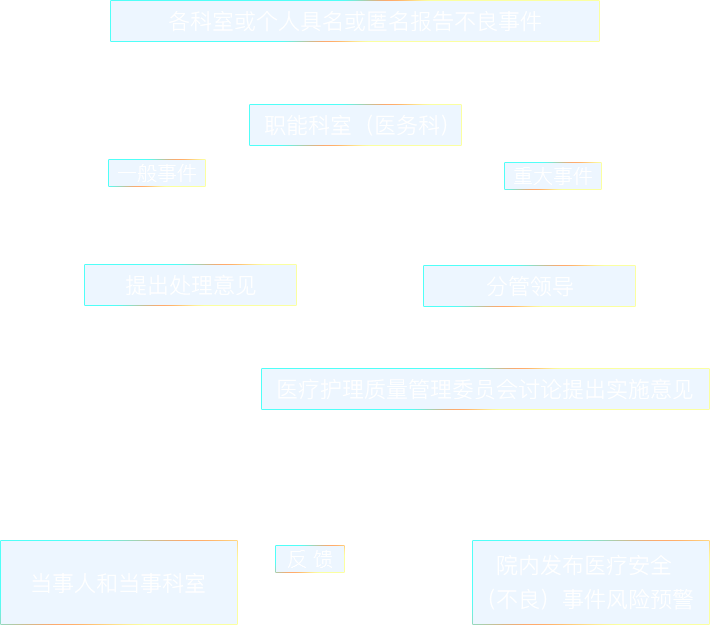 各科室或个人具名或匿名报告不良事件
职能科室（医务科）
一般事件
重大事件
提出处理意见
分管领导
医疗护理质量管理委员会讨论提出实施意见
当事人和当事科室
反 馈
院内发布医疗安全
（不良）事件风险预警